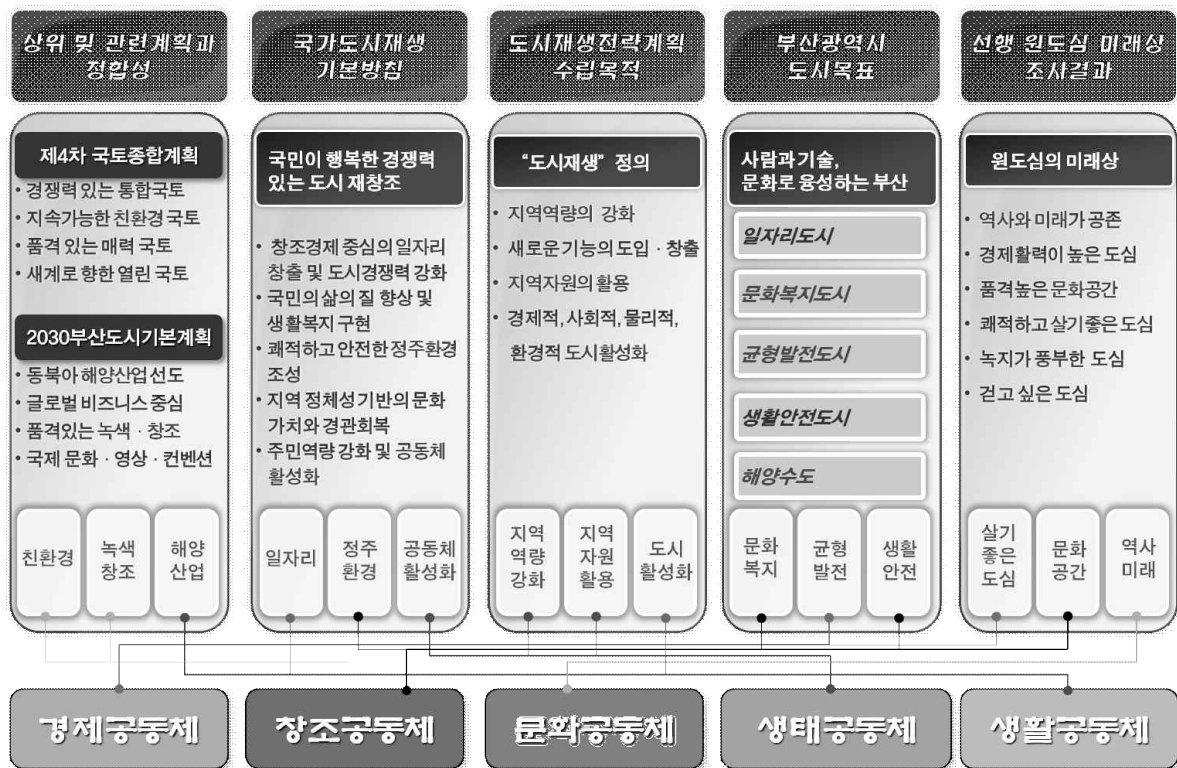 상위 및 관련계획과
정합성
제4차 국토종합계획
• 경쟁력 있는 통합국토
• 지속가능한 친환경 국토
• 품격 있는 매력 국토
• 새계로 향한 열린 국토
2030부산도시기본계획
• 동북아 해양산업 선도
• 글로벌 비즈니스 중심
• 품격있는 녹색 · 창조
• 국제 문화 · 영상 · 컨벤션
친환경
녹색
창조
해양
산업
국가도시재생
기본방침
국민이 행복한 경쟁력
있는 도시 재창조
• 창조경제 중심의 일자리
창출 및 도시경쟁력 강화
• 국민의 삶의 질 향상 및
생활복지 구현
• 쾌적하고 안전한 정주환경
조성
• 지역 정체성 기반의 문화
가치와 경관회복
• 주민역량 강화 및 공동체
활성화
일자리
정주
환경
공동체
활성화
도시재생전략계획
수립목적
“도시재생” 정의
• 지역역량의 강화
• 새로운 기능의 도입 · 창출
• 지역자원의 활용
• 경제적, 사회적, 물리적,
환경적 도시활성화
지역
역량
강화
지역
자원
활용
도시
활성화
부산광역시
도시목표
사람과 기술,
문화로 융성하는 부산
일자리도시
문화복지도시
균형발전도시
생활안전도시
해양수도
문화
복지
균형
발전
생활
안전
선행 원도심 미래상
조사결과
원도심의 미래상
• 역사와 미래가 공존
• 경제활력이 높은 도심
• 품격높은 문화공간
• 쾌적하고 살기 좋은 도심
• 녹지가 풍부한 도심
• 걷고 싶은 도심
살기
좋은
도심
문화
공간
역사
미래
경제공동체
창조공동체
문화공동체
생태공동체
생활공동체